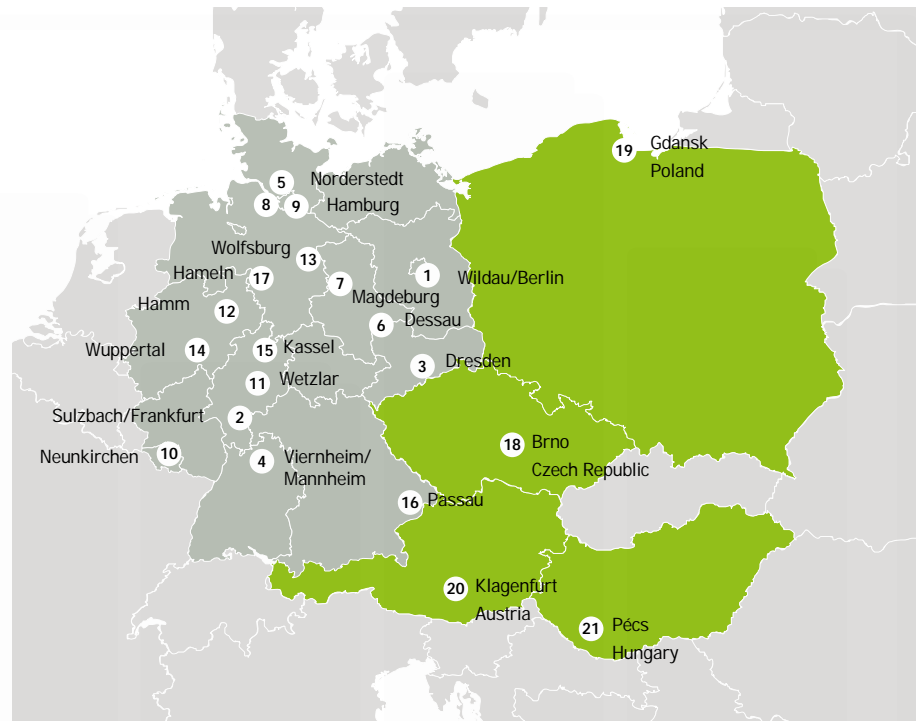 19 Gdansk
Poland
5 Norderstedt
8 9 Hamburg
Wolfsburg 13
Hameln 17
7 Magdeburg
1 Wildau/Berlin
Hamm 12
6 Dessau
Wuppertal 14
15 Kassel
3 Dresden
11 Wetzlar
Sulzbach/Frankfurt 2
Neunkirchen 10
4 Viernheim/
Mannheim
18 Brno
Czech Republic
16 Passau
20 Klagenfurt
Austria
21 Pécs
Hungary